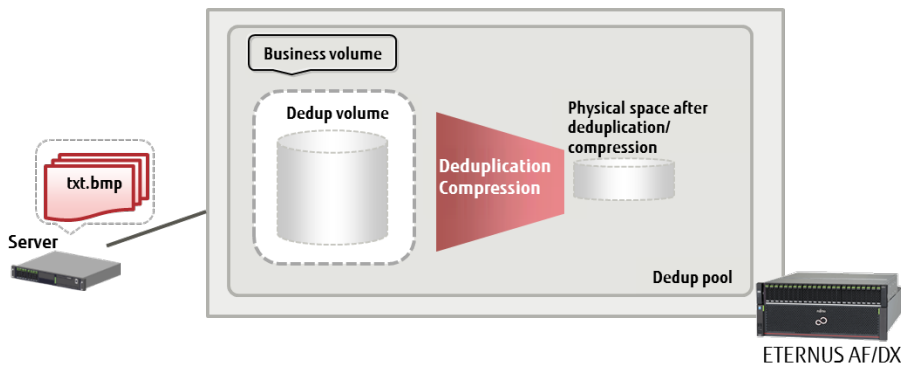 Business volume
Dedup volume
Physical space after
deduplication/
compression
Deduplication
Compression
txt.bmp
Server
Dedup pool
ETERNUS AF/DX